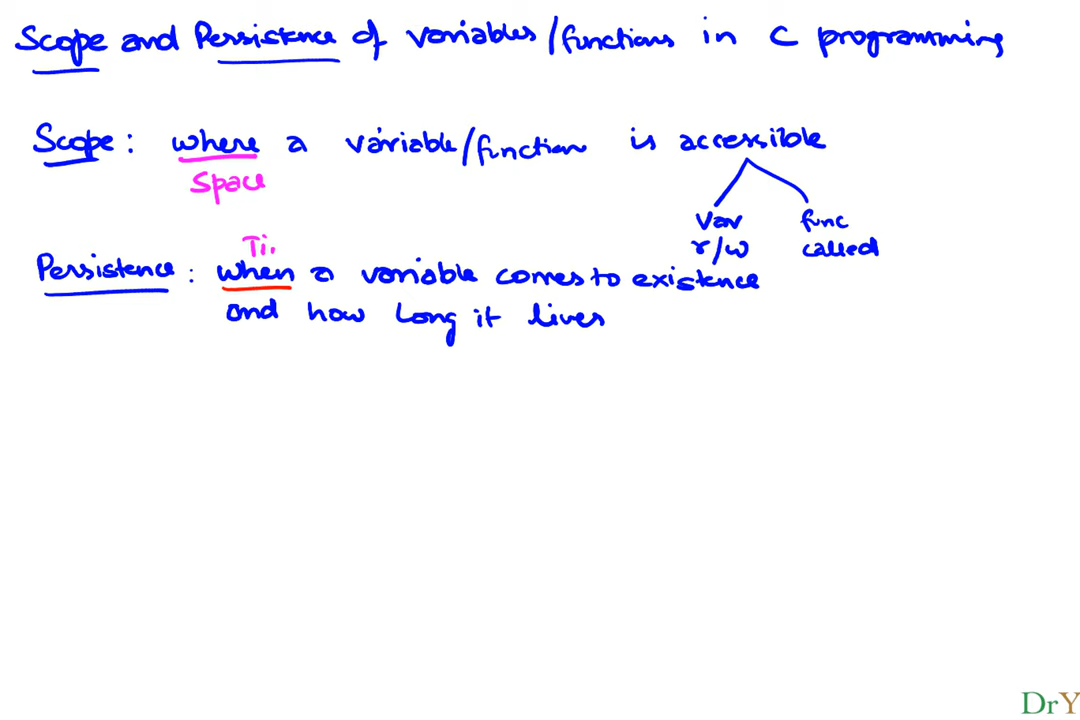 Scope and Persistence of variables/functions in C programming
Scope: where a variable/function is accessible
Space
Var func
r/w called
Ti
Persistence: when a variable comes to existence
and how long it lives
DrY